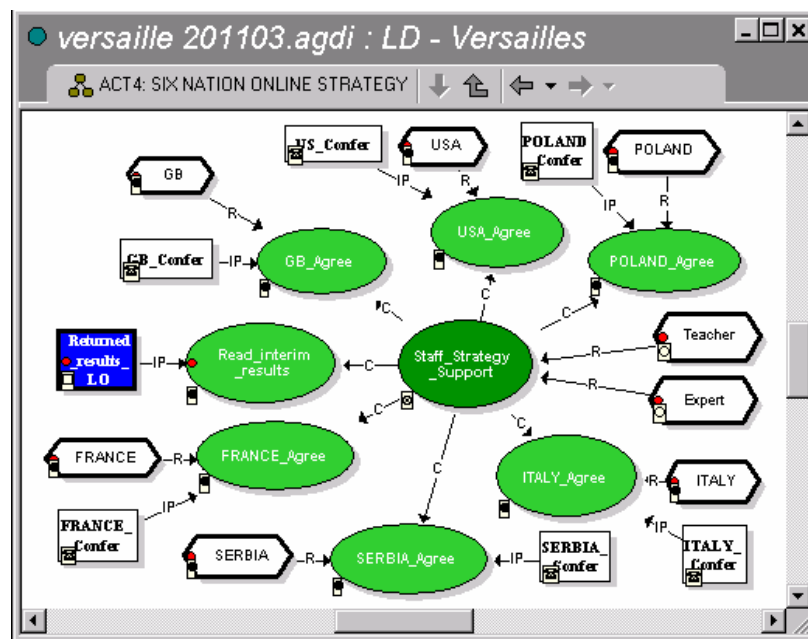 versaille 201103.agdi : LD - Versailles
ACT4: SIX NATION ONLINE STRATEGY
US_Confer
USA
POLAND
_Confer
POLAND
GB
IP
R
IP
R
R
GB_Confer
IP
GB_Agree
USA_Agree
POLAND_Agree
C
C
C
Returned
_results_
LO
IP
Read_interim
_results
C
Staff_Strategy
_Support
R
Teacher
R
Expert
C
C
C
FRANCE
R
FRANCE_Agree
ITALY_Agree
R
ITALY
IP
FRANCE_
Confer
IP
ITALY_
Confer
SERBIA
R
SERBIA_Agree
IP
SERBIA_
Confer